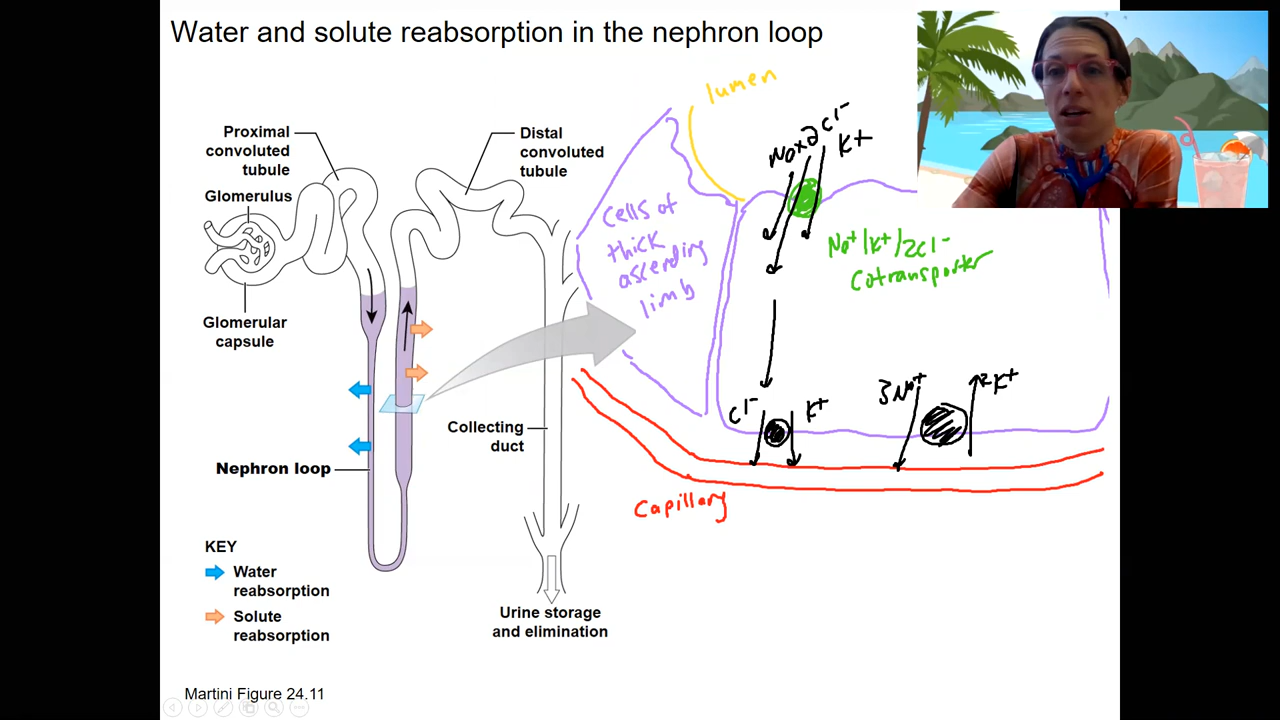 Water and solute reabsorption in the nephron loop
Proximal
convoluted
tubule
Glomerulus
Glomerular
capsule
Distal
convoluted
tubule
Collecting
duct
Nephron loop
KEY
Water
reabsorption
Solute
reabsorption
Urine storage
and elimination
Martini Figure 24.11
lumen
Na+ 2Cl- K+
Cells of
thick
ascending
limb
Na+/K+/2Cl-
Cotransporter
Cl- K+
3Na+ 2K+
Capillary